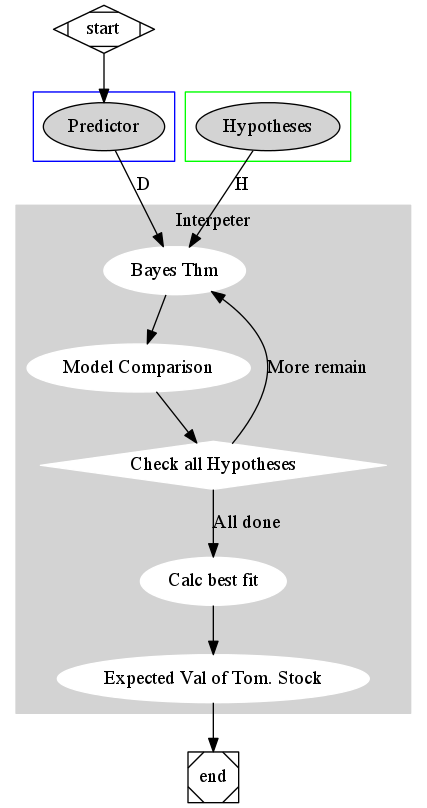 start
Predictor
Hypotheses
D
H
Interpeter
Bayes Thm
Model Comparison
More remain
Check all Hypotheses
All done
Calc best fit
Expected Val of Tom. Stock
end